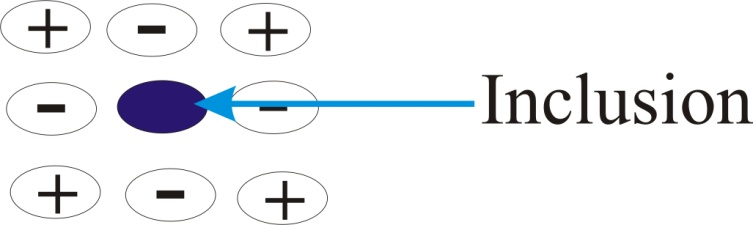 + - +
- - Inclusion
+ - +